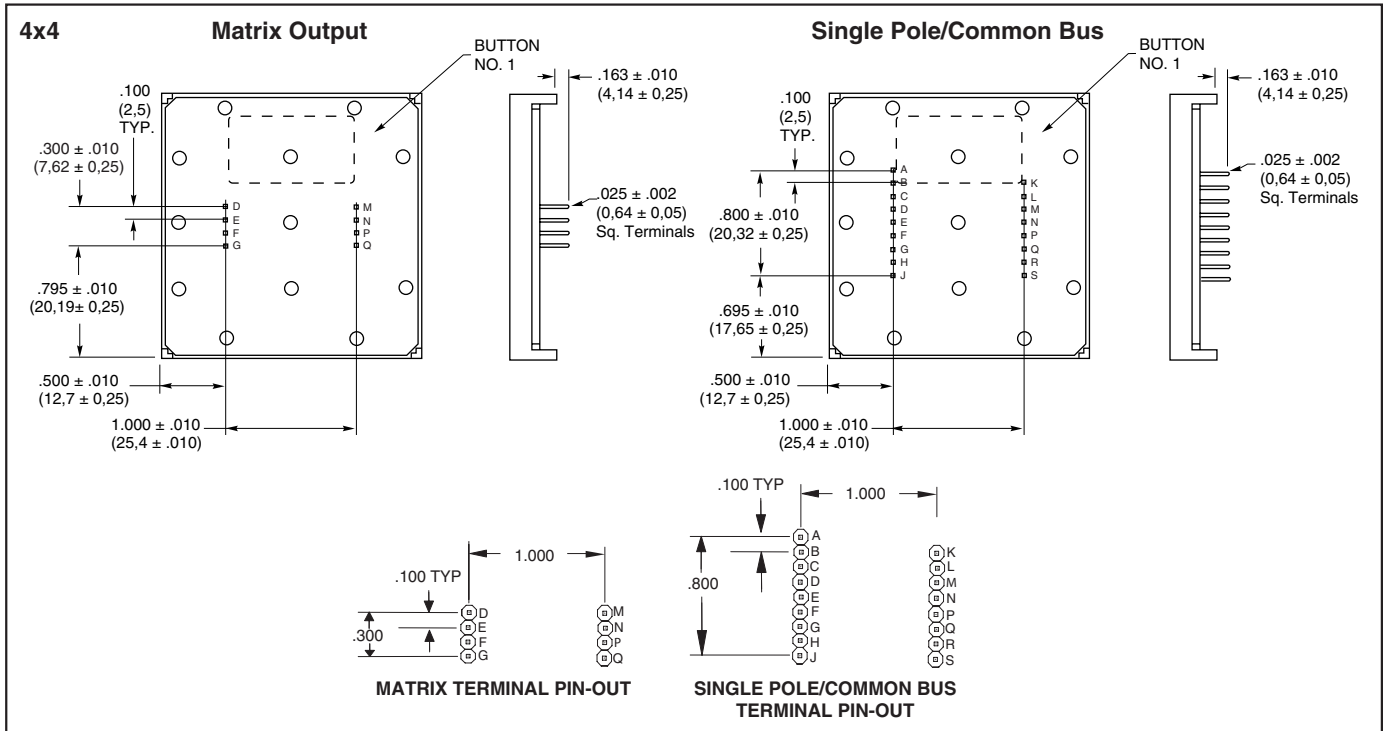 4x4
Matrix Output
BUTTON
NO. 1
.100
(2,5)
TYP.
.300 ± .010
(7,62 ± 0,25)
.795 ± .010
(20,19± 0,25)
.500 ± .010
(12,7 ± 0,25)
1.000 ± .010
(25,4 ± .010)
D
E
F
G
M
N
P
Q
.163 ± .010
(4,14 ± 0,25)
.025 ± .002
(0,64 ± 0,05)
Sq. Terminals
Single Pole/Common Bus
BUTTON
NO. 1
.100
(2,5)
TYP.
.800 ± .010
(20,32 ± 0,25)
.695 ± .010
(17,65 ± 0,25)
.500 ± .010
(12,7 ± 0,25)
1.000 ± .010
(25,4 ± .010)
A
B
C
D
E
F
G
H
J
K
L
M
N
P
Q
R
S
.163 ± .010
(4,14 ± 0,25)
.025 ± .002
(0,64 ± 0,05)
Sq. Terminals
1.000
.100 TYP
.300
D
E
F
G
M
N
P
Q
MATRIX TERMINAL PIN-OUT
.100 TYP
1.000
.800
A
B
C
D
E
F
G
H
J
K
L
M
N
P
Q
R
S
SINGLE POLE/COMMON BUS
TERMINAL PIN-OUT